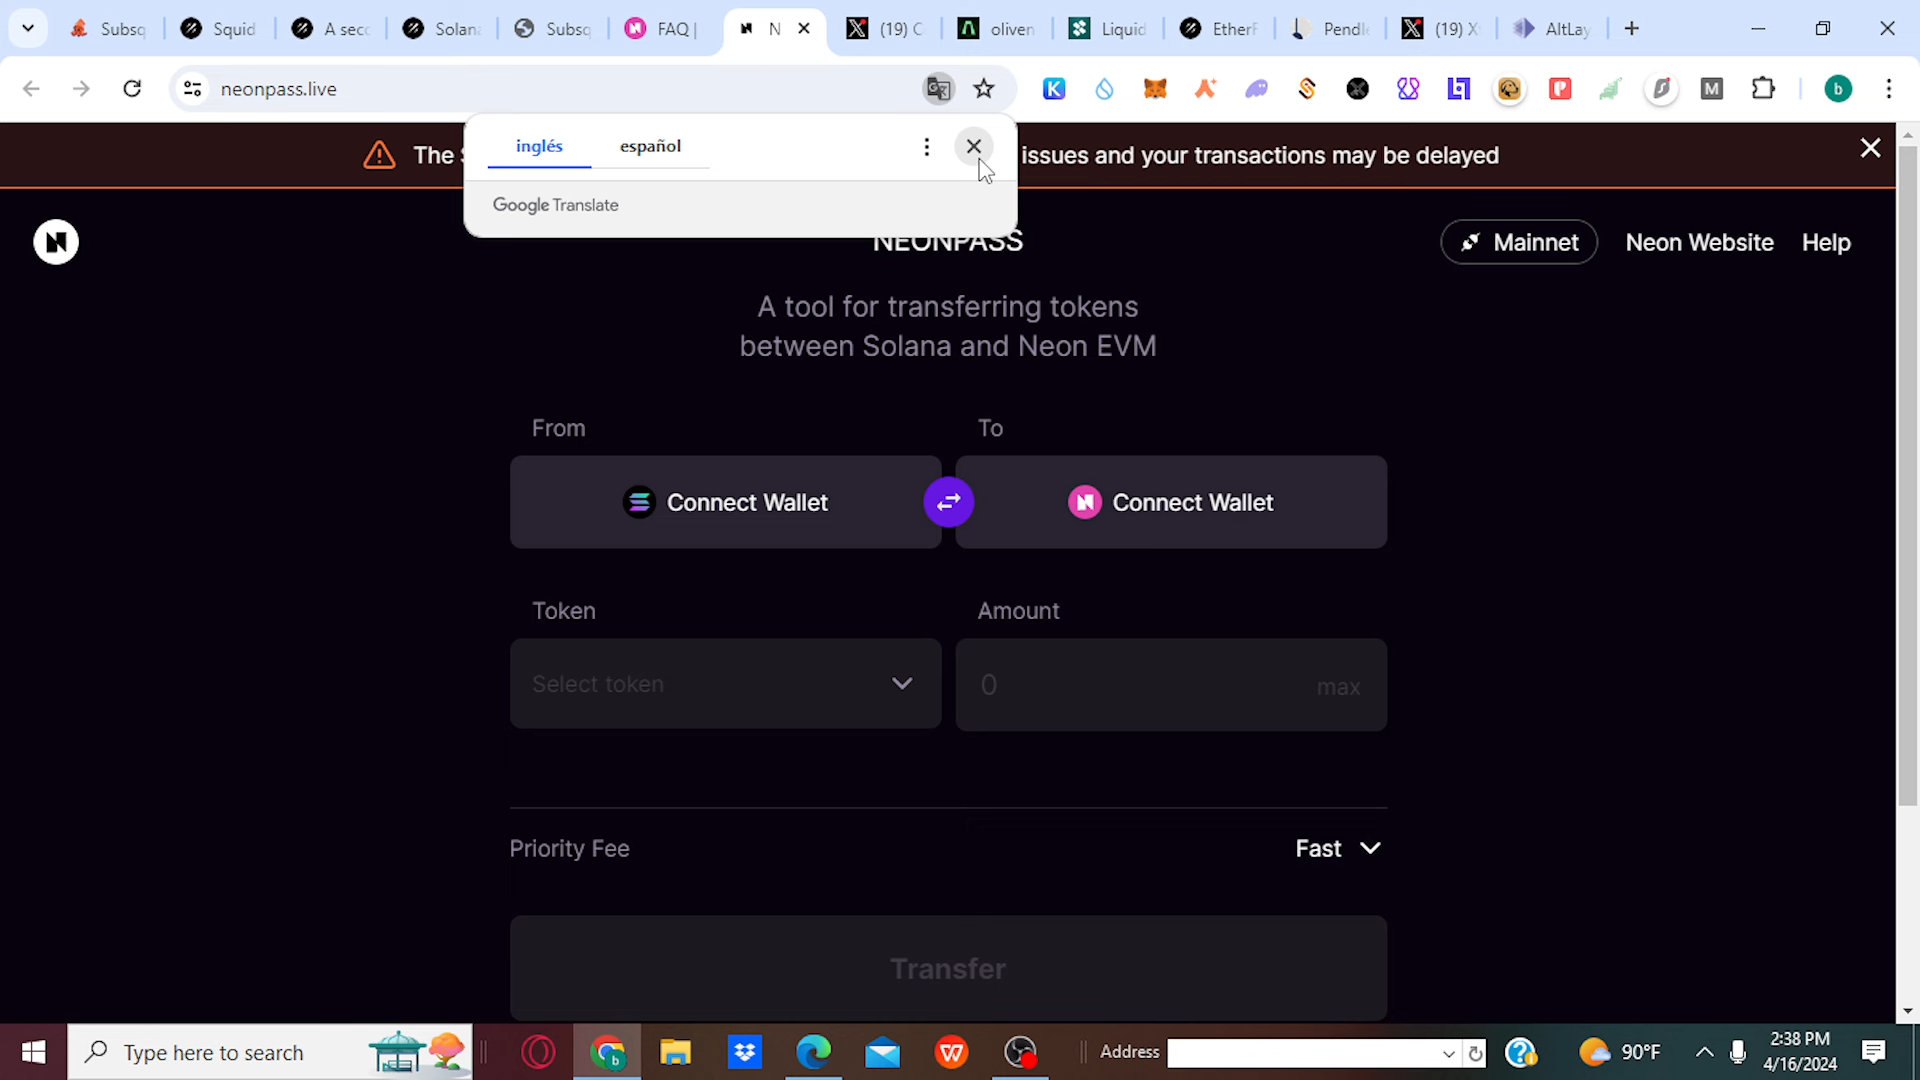 Subsq
Squid
A secc
Solana
Subsq
FAQ |
N
(19) C
oliven
Liquid
EtherF
Pendle
(19) X
AltLay
neonpass.live
inglés
español
Google Translate
The
issues and your transactions may be delayed
NEONPASS
Mainnet
Neon Website
Help
A tool for transferring tokens
between Solana and Neon EVM
From
To
Connect Wallet
Connect Wallet
Token
Amount
Select token
0
max
Priority Fee
Fast
Transfer
Type here to search
Address
90°F
2:38 PM
4/16/2024